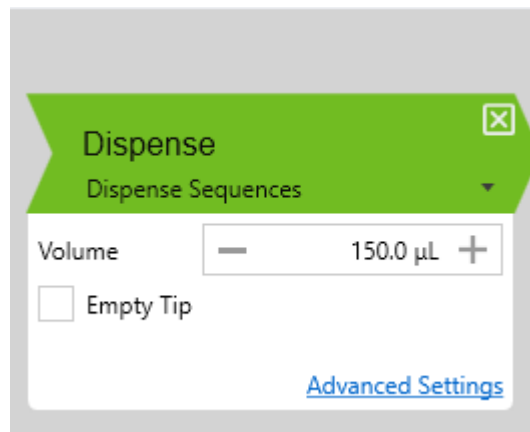 Dispense
Dispense Sequences
Volume 150.0 µL
Empty Tip
Advanced Settings